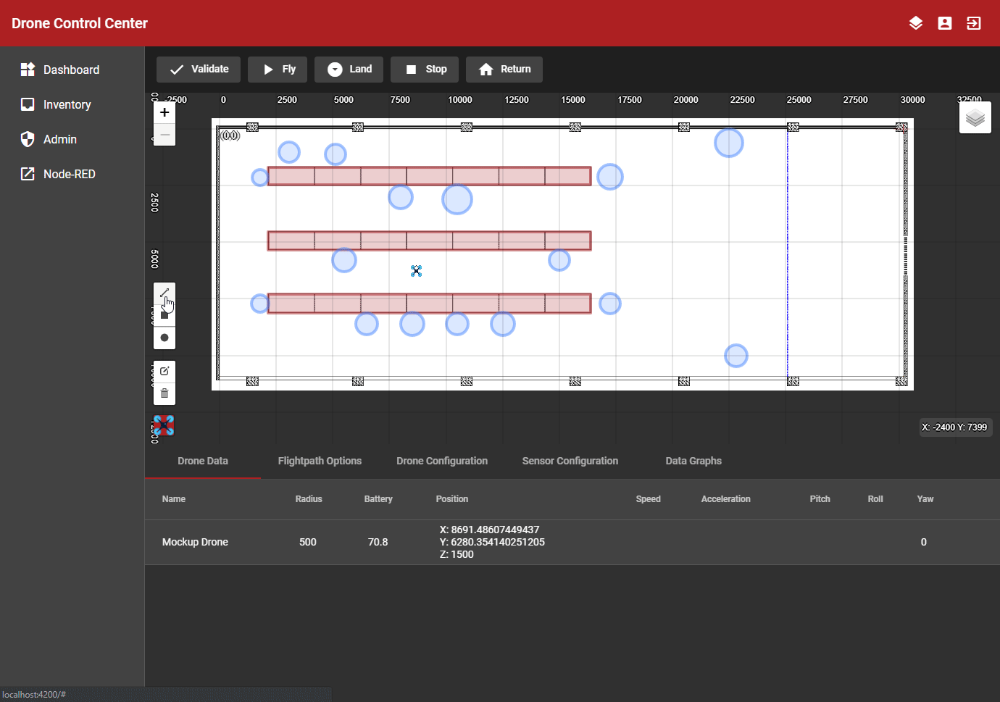 Drone Control Center
Dashboard
Inventory
Admin
Node-RED
Validate
Fly
Land
Stop
Return
-2500 0 2500 5000 7500 10000 12500 15000 17500 20000 22500 25000 27500 30000 32500
+
−
(0,0)
2500
5000
X: -2400 Y: 7399
Drone Data
Flightpath Options
Drone Configuration
Sensor Configuration
Data Graphs
Name Radius Battery Position Speed Acceleration Pitch Roll Yaw
X: 8691.48607449437
Mockup Drone 500 70.8 Y: 6280.354140251205 0
Z: 1500
localhost:4200/#